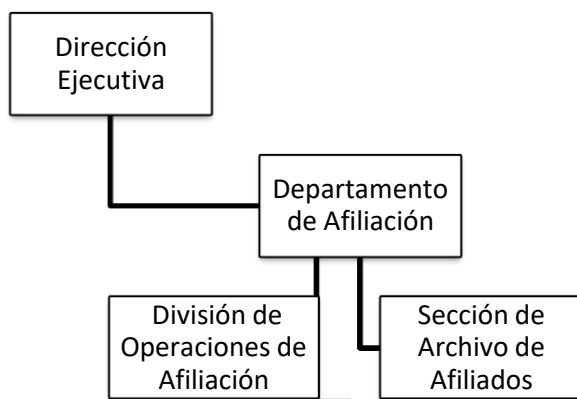 Dirección
Ejecutiva
Departamento
de Afiliación
División de
Operaciones de
Afiliación
Sección de
Archivo de
Afiliados